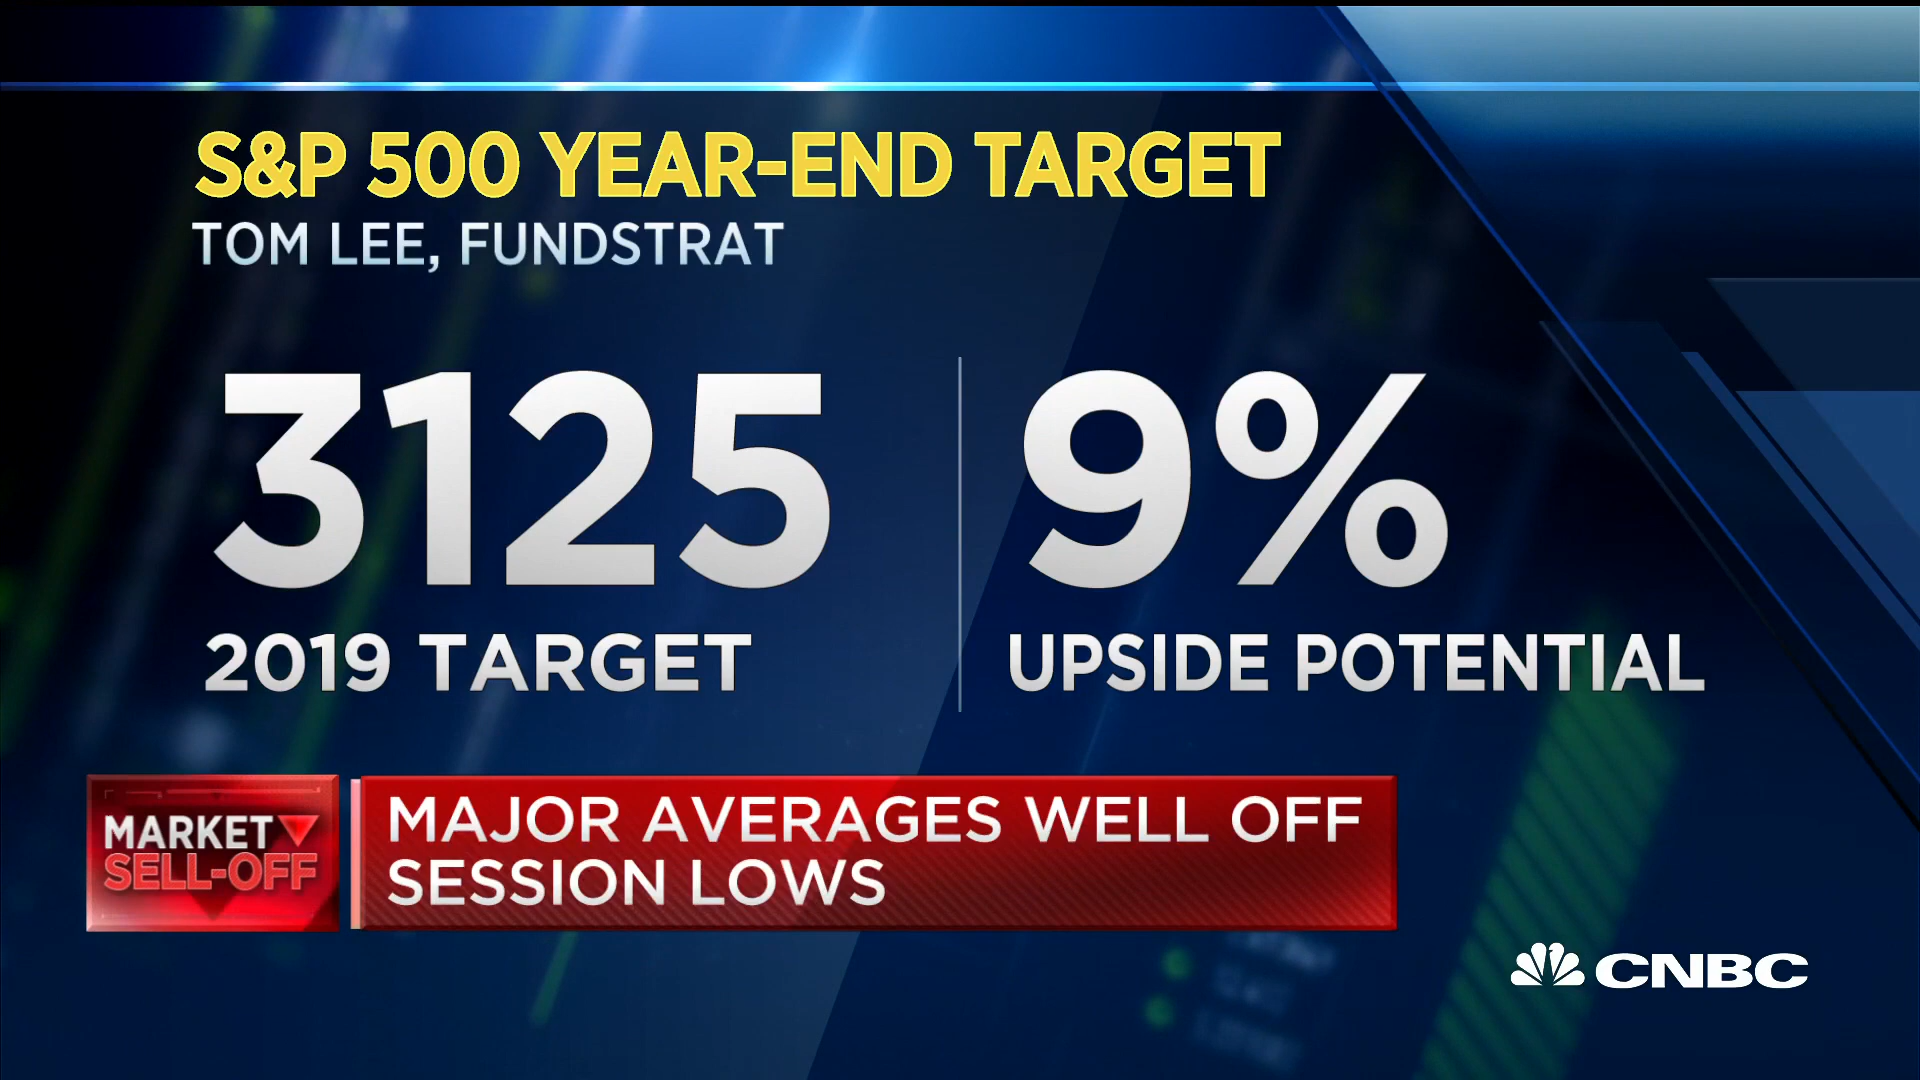 S&P 500 YEAR-END TARGET
TOM LEE, FUNDSTRAT
3125
2019 TARGET
9%
UPSIDE POTENTIAL
MARKET
SELL-OFF
MAJOR AVERAGES WELL OFF
SESSION LOWS
CNBC